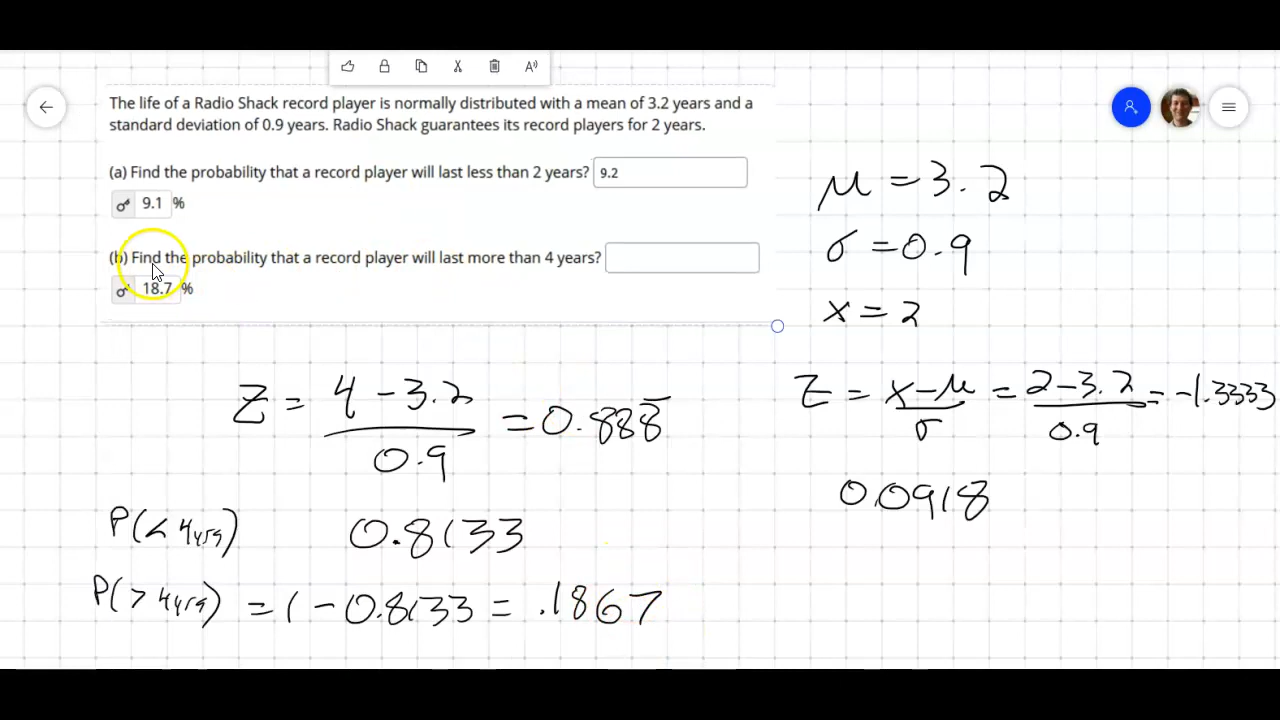 The life of a Radio Shack record player is normally distributed with a mean of 3.2 years and a
standard deviation of 0.9 years. Radio Shack guarantees its record players for 2 years.
(a) Find the probability that a record player will last less than 2 years? 9.2
9.1 %
(b) Find the probability that a record player will last more than 4 years?
18.7 %
μ = 3.2
σ = 0.9
x = 2
Z = 4 - 3.2 / 0.9 = 0.888̅
Z = x - μ / σ = 2 - 3.2 / 0.9 = -1.3333
0.0918
P(< 4yrs) 0.8133
P(> 4yrs) = 1 - 0.8133 = .1867